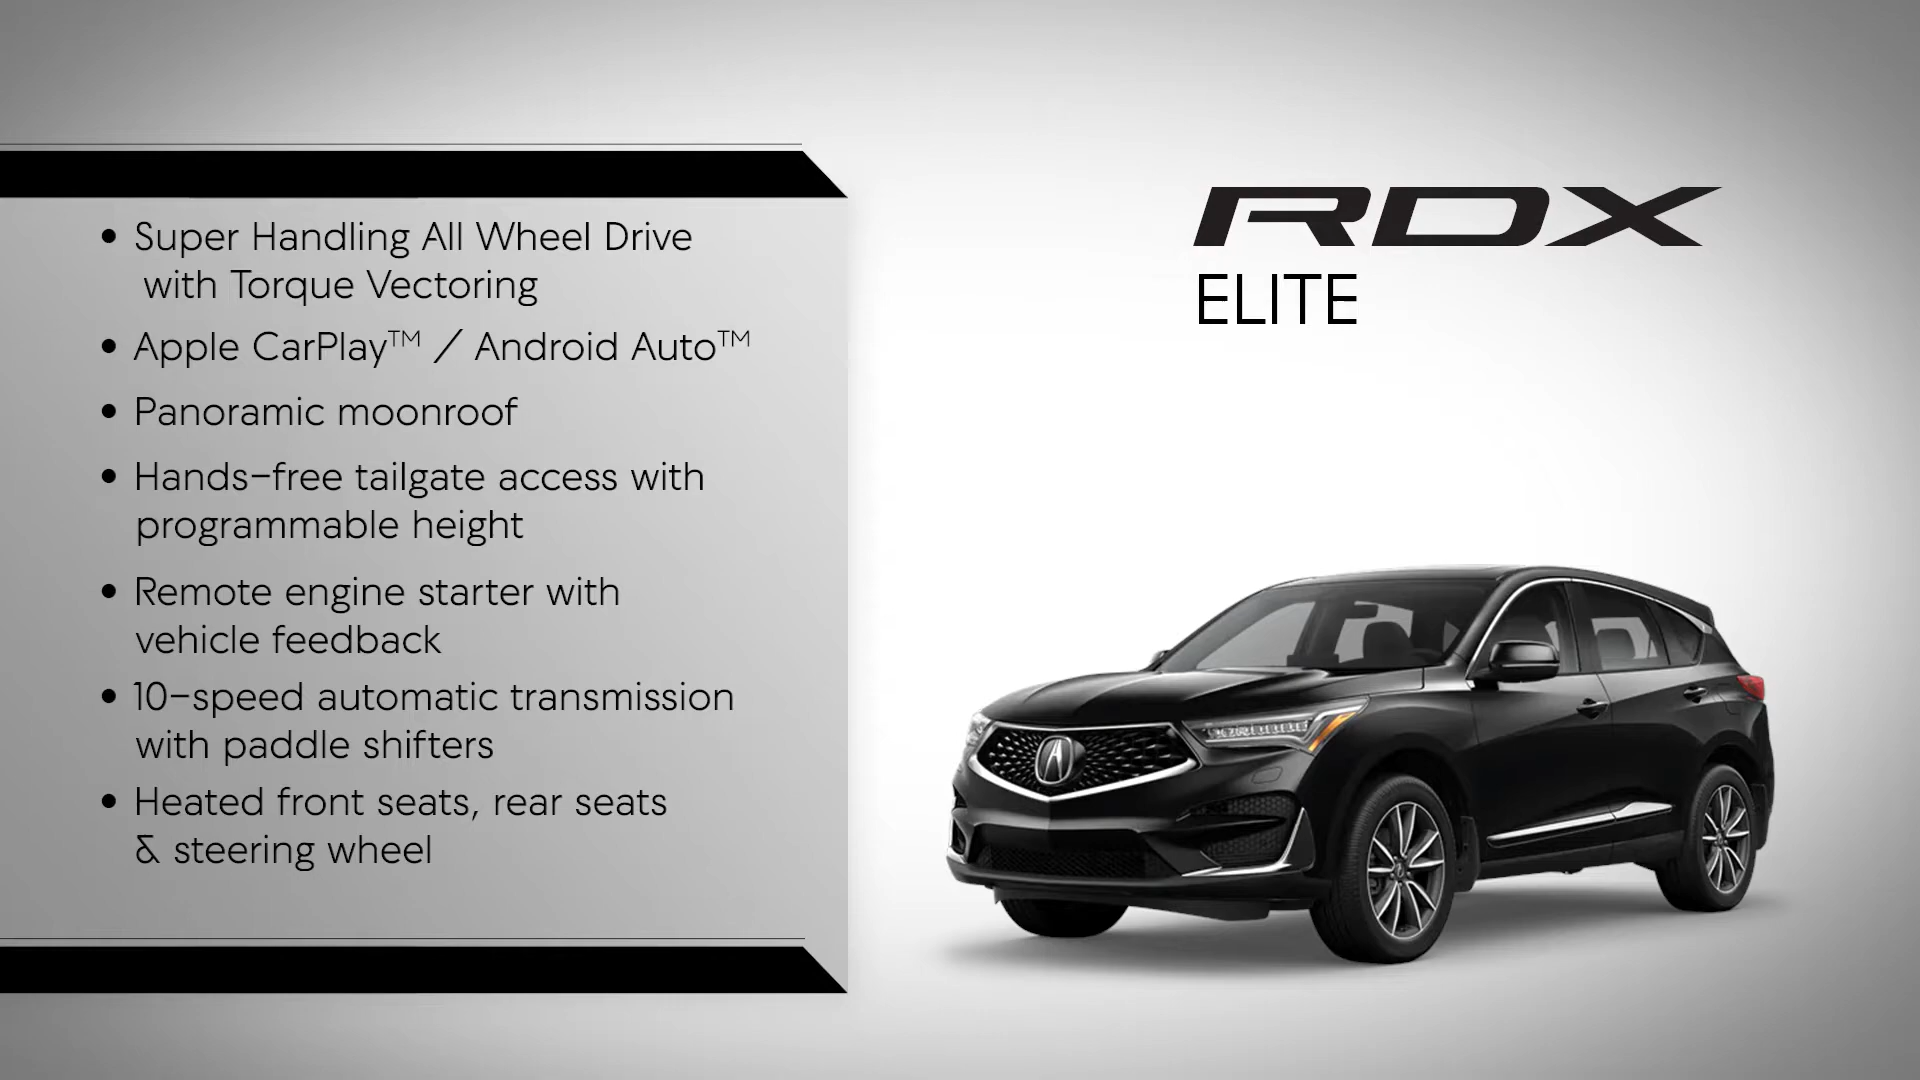 RDX
ELITE
• Super Handling All Wheel Drive
with Torque Vectoring
• Apple CarPlay™ / Android Auto™
• Panoramic moonroof
• Hands-free tailgate access with
programmable height
• Remote engine starter with
vehicle feedback
• 10-speed automatic transmission
with paddle shifters
• Heated front seats, rear seats
& steering wheel